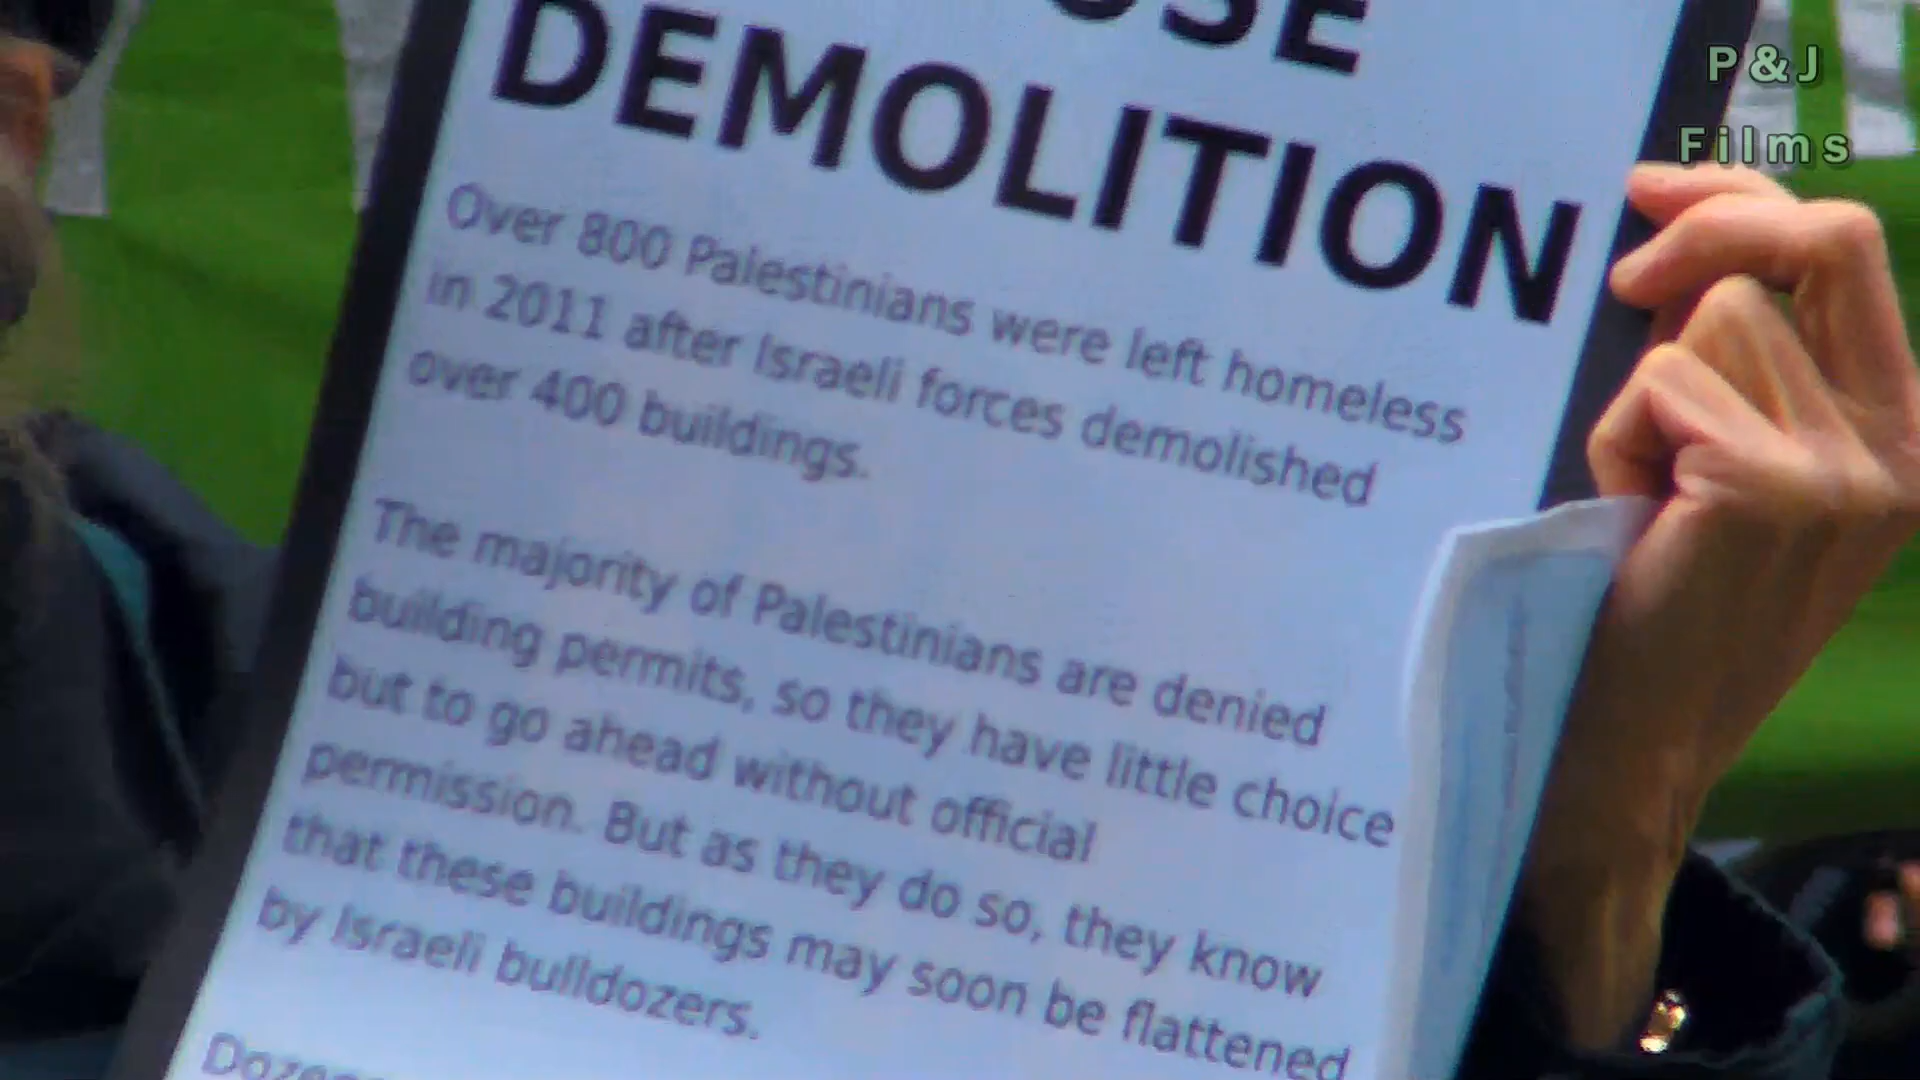 DEMOLITION
Over 800 Palestinians were left homeless
in 2011 after Israeli forces demolished
over 400 buildings.
The majority of Palestinians are denied
building permits, so they have little choice
but to go ahead without official
permission. But as they do so, they know
that these buildings may soon be flattened
by Israeli bulldozers.
P&J
Films